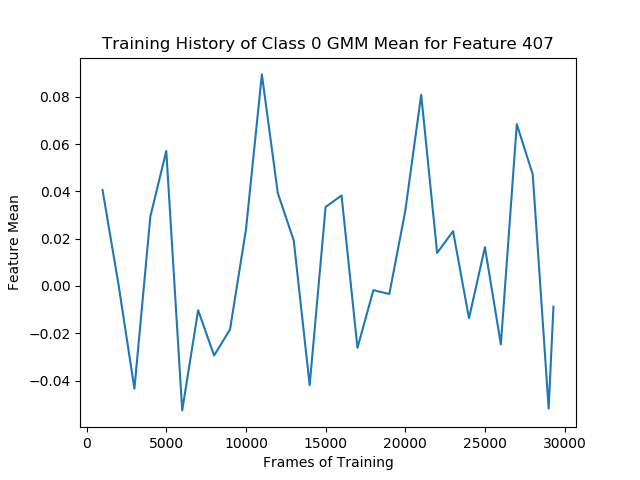 Training History of Class 0 GMM Mean for Feature 407
0.08
0.06
0.04
0.02
0.00
−0.02
−0.04
Feature Mean
0 5000 10000 15000 20000 25000 30000
Frames of Training